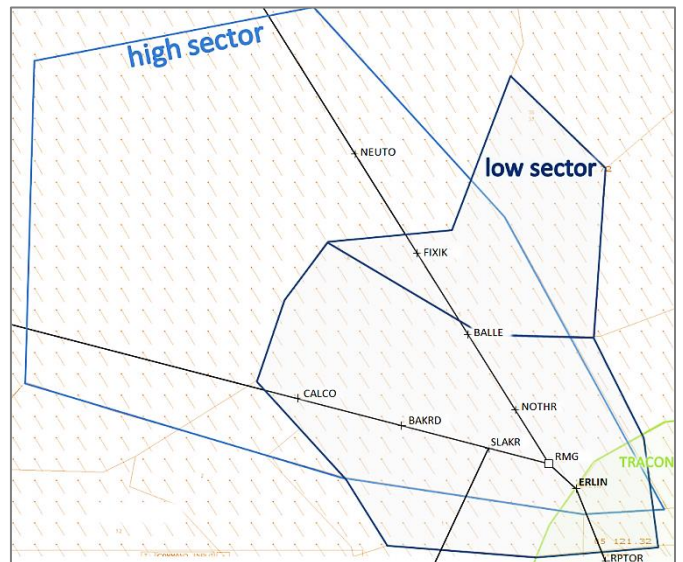 high sector
NEUTO
low sector
FIXIK
BALLE
CALCO
NOTHR
BAKRD
SLAKR
RMG
TRACON
ERLIN
121.32
RPTOR